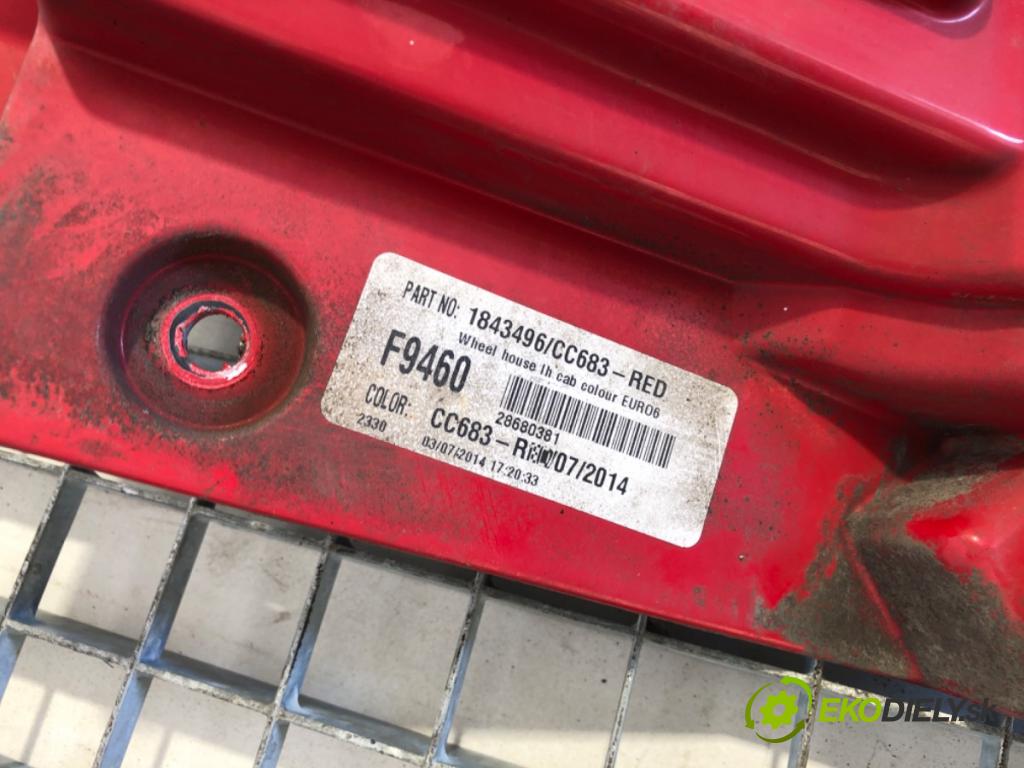 PART NO: 1843496/CC683-RED
Wheel house lh cab colour EURO6
F9460
28680381
COLOR: CC683-R /07/2014
2330 03/07/2014 17:20:33
EKODIELY.sk